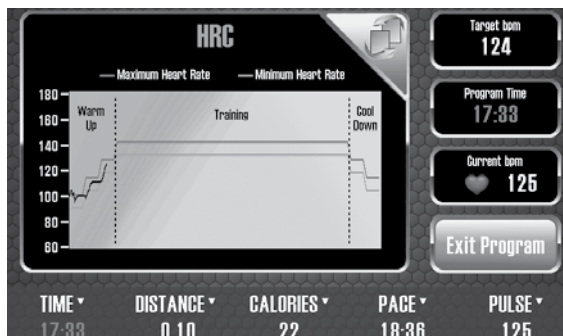 HRC
Maximum Heart Rate Minimum Heart Rate
180
160
140
120
100
80
60
Warm
Up
Training
Cool
Down
Target bpm
124
Program Time
17:33
Current bpm
125
Exit Program
TIME DISTANCE CALORIES PACE PULSE
17:33 0.10 22 18:36 125